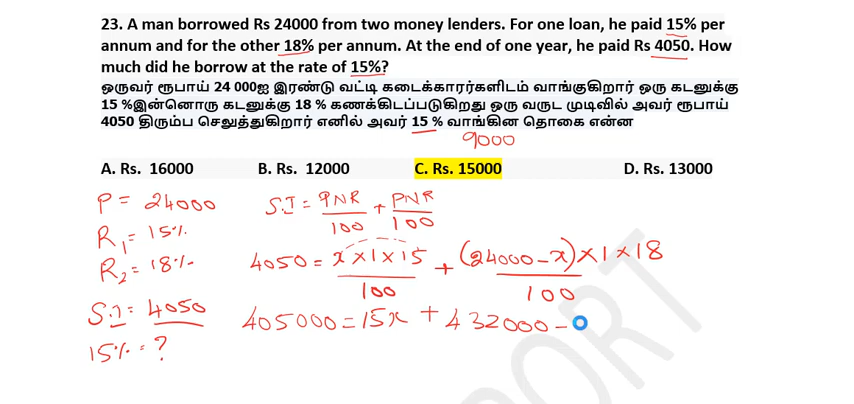 23. A man borrowed Rs 24000 from two money lenders. For one loan, he paid 15% per
annum and for the other 18% per annum. At the end of one year, he paid Rs 4050. How
much did he borrow at the rate of 15%?
ஒருவர் ரூபாய் 24 000ஐ இரண்டு வட்டி கடைக்காரர்களிடம் வாங்குகிறார் ஒரு கடனுக்கு
15 %இன்னொரு கடனுக்கு 18 % கணக்கிடப்படுகிறது ஒரு வருட முடிவில் அவர் ரூபாய்
4050 திரும்ப செலுத்துகிறார் எனில் அவர் 15 % வாங்கின தொகை என்ன
9000
A. Rs. 16000 B. Rs. 12000 C. Rs. 15000 D. Rs. 13000
P = 24000 S.I = PNR/100 + PNR/100
R1 = 15%
R2 = 18% 4050 = x × 1 × 15/100 + (24000 - x) × 1 × 18/100
S.I = 4050 405000 = 15x + 432000 -
15% = ?